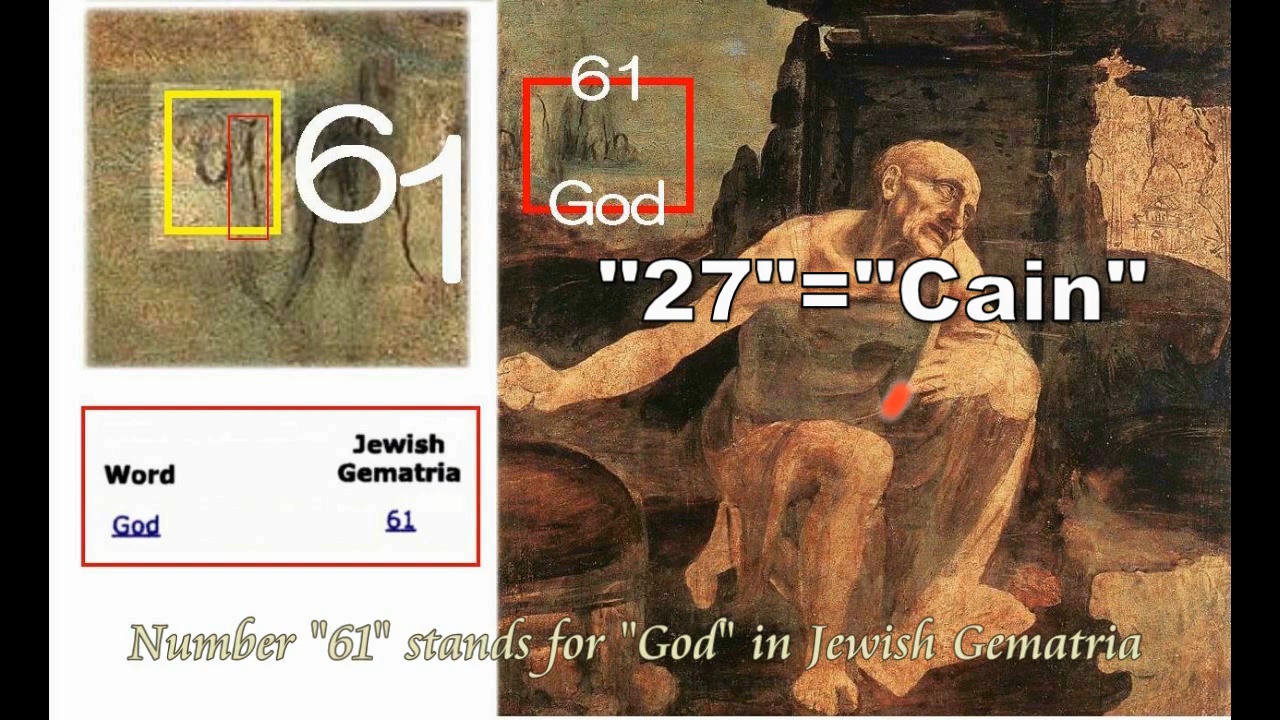 61
61
God
"27"="Cain"
Word
Jewish
Gematria
God
61
Number "61" stands for "God" in Jewish Gematria